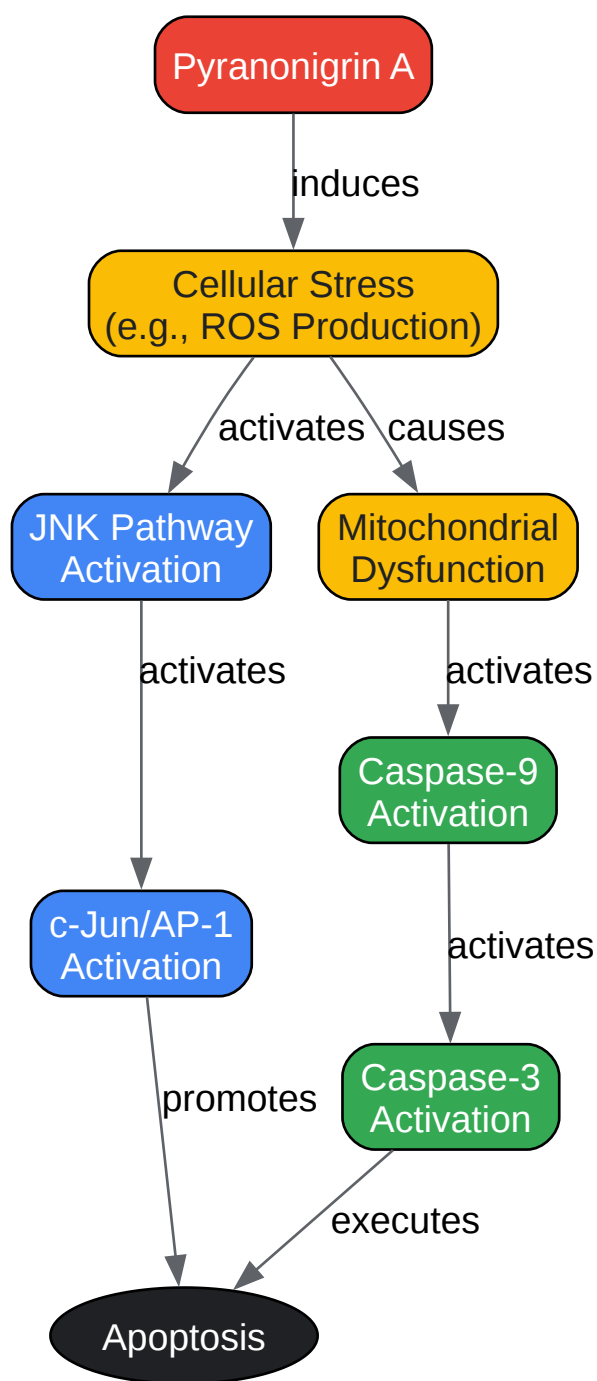 Pyranonigrin A
induces
Cellular Stress
(e.g., ROS Production)
activates
causes
JNK Pathway
Activation
Mitochondrial
Dysfunction
activates
activates
Caspase-9
Activation
c-Jun/AP-1
Activation
activates
Caspase-3
Activation
promotes
executes
Apoptosis